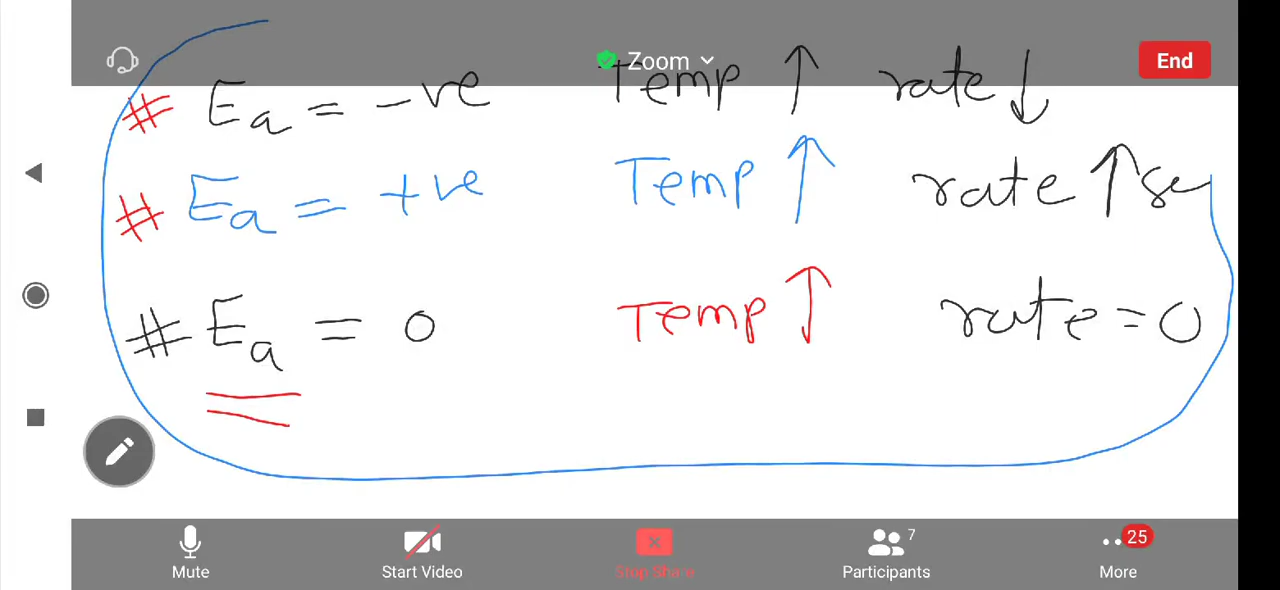 Zoom
End
# Ea = -ve Temp ↑ rate ↓
# Ea = +ve Temp ↑ rate ↑ se
# Ea = 0 Temp ↑ rate = 0
7
25
Mute
Start Video
Stop Share
Participants
More